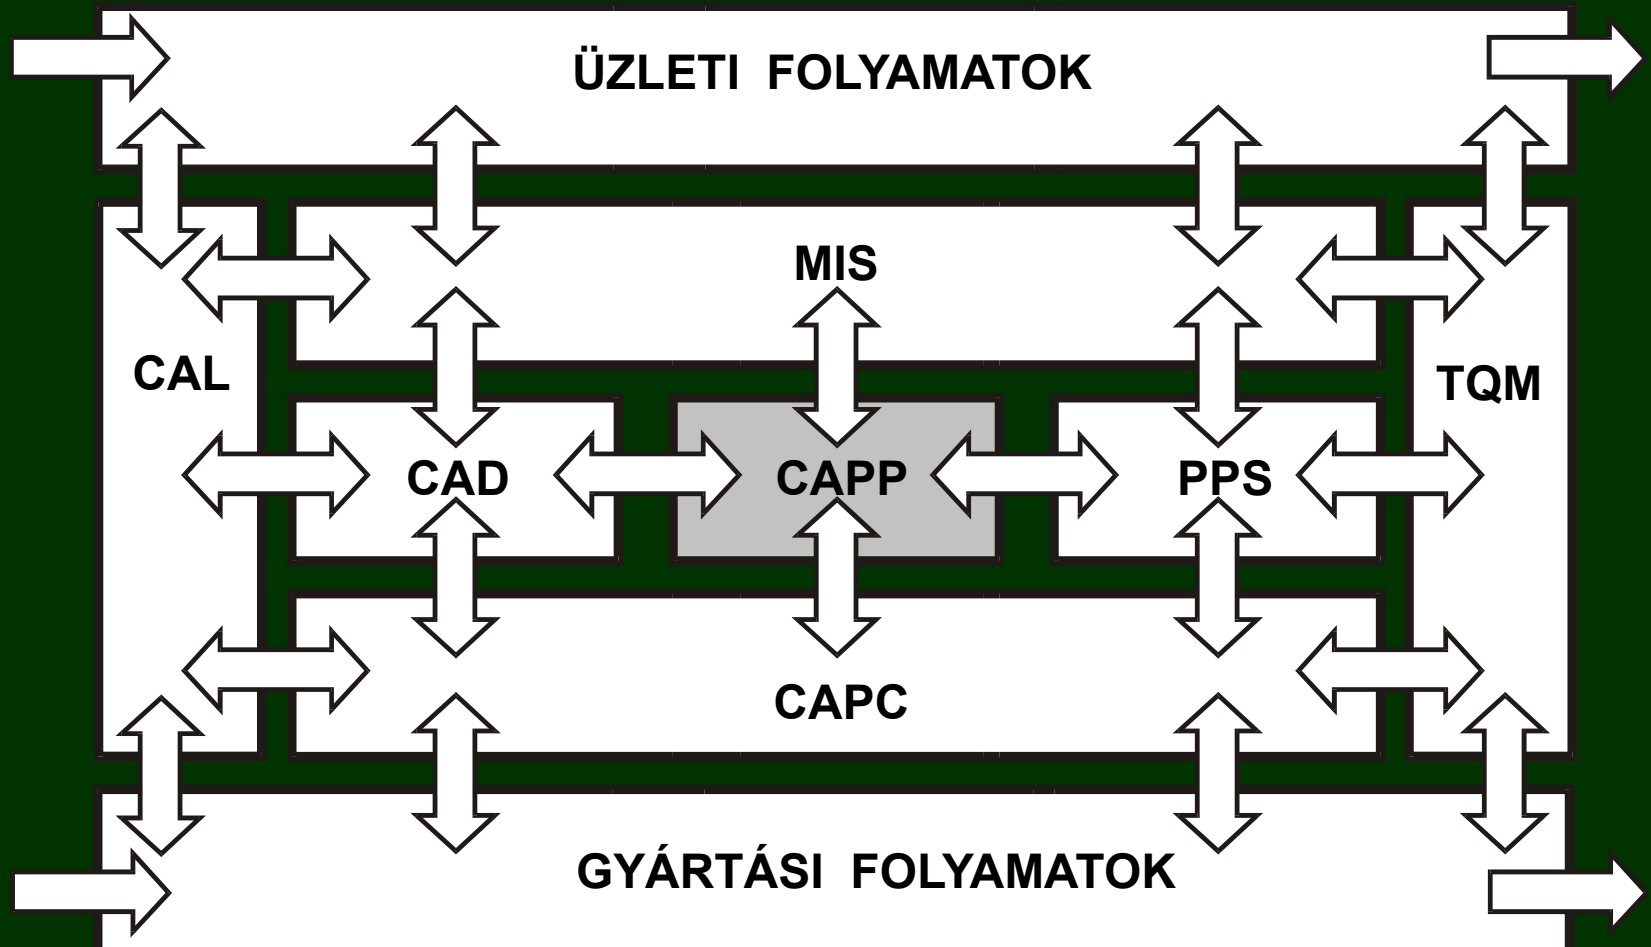 ÜZLETI FOLYAMATOK
MIS
CAL
TQM
CAD
CAPP
PPS
CAPC
GYÁRTÁSI FOLYAMATOK